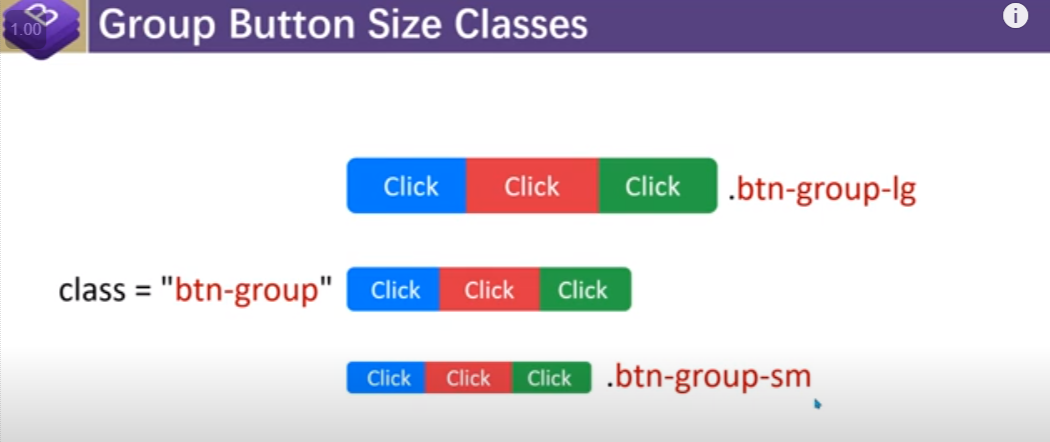 1.00
Group Button Size Classes
i
Click Click Click .btn-group-lg
class = "btn-group" Click Click Click
Click Click Click .btn-group-sm